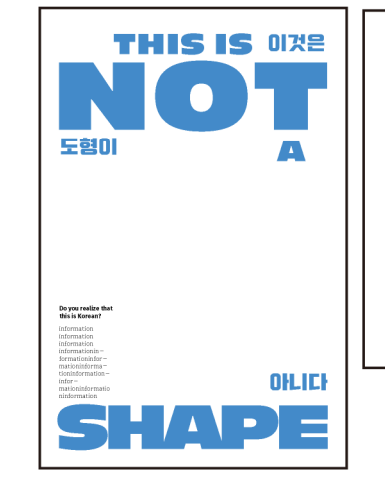 THIS IS 이것은
NOT
도형이 A
Do you realize that
this is Korean?
information
information
information
informationin-
formationinfor-
mationinforma-
tioninformation-
infor-
mationinformatio
ninformation
아니다
SHAPE